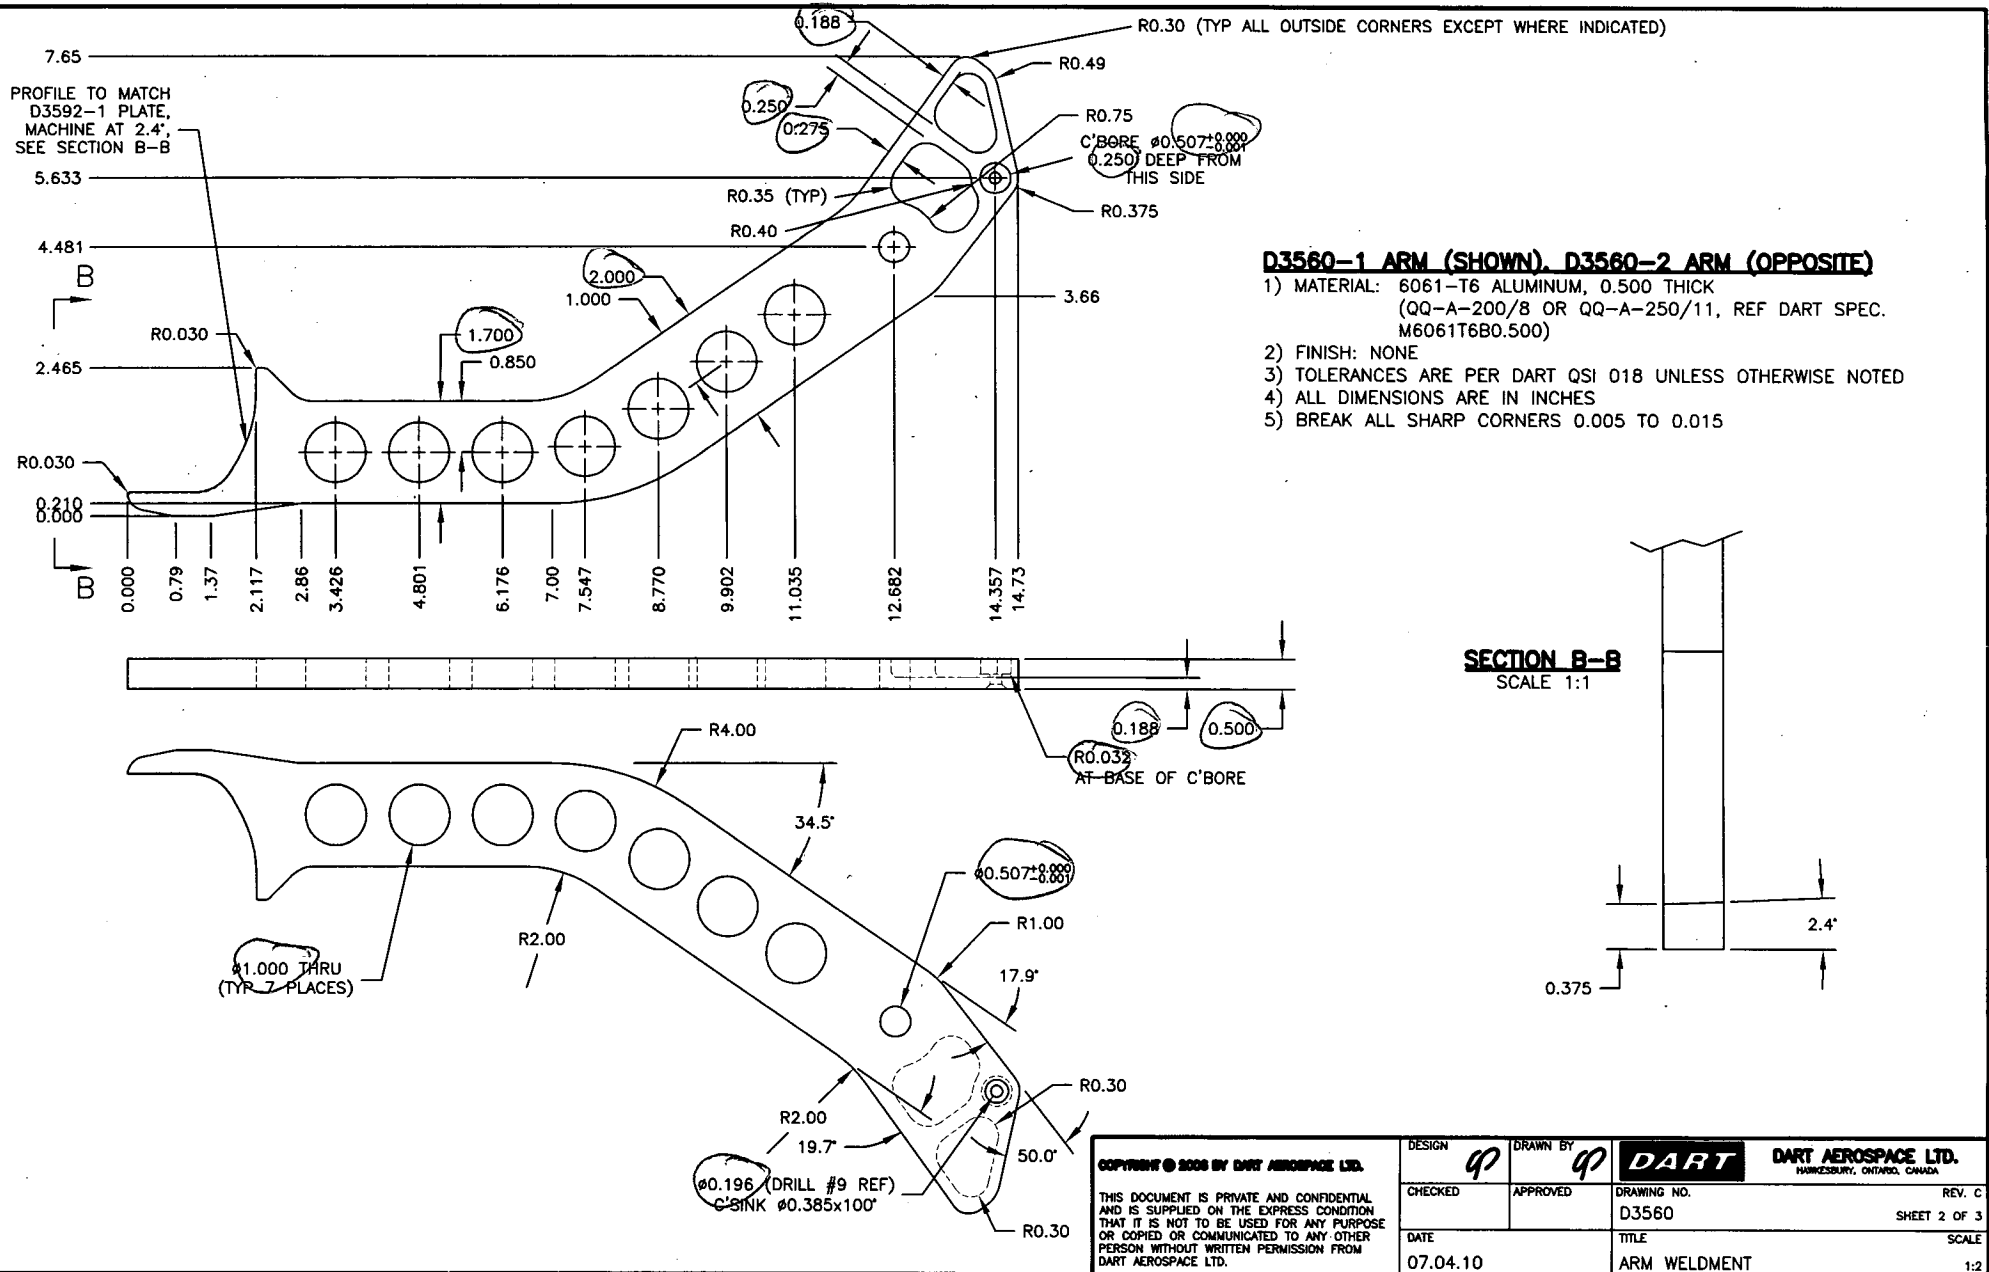 0.188
R0.30 (TYP ALL OUTSIDE CORNERS EXCEPT WHERE INDICATED)
7.65
R0.49
PROFILE TO MATCH
D3592-1 PLATE,
MACHINE AT 2.4°,
SEE SECTION B-B
0.250
0.275
R0.75
C'BORE ø0.507+0.000
-0.001
0.250 DEEP FROM
THIS SIDE
5.633
R0.35 (TYP)
R0.375
R0.40
4.481
B
2.000
1.000
3.66
D3560-1 ARM (SHOWN), D3560-2 ARM (OPPOSITE)
1) MATERIAL: 6061-T6 ALUMINUM, 0.500 THICK
(QQ-A-200/8 OR QQ-A-250/11, REF DART SPEC.
M6061T6B0.500)
2) FINISH: NONE
3) TOLERANCES ARE PER DART QSI 018 UNLESS OTHERWISE NOTED
4) ALL DIMENSIONS ARE IN INCHES
5) BREAK ALL SHARP CORNERS 0.005 TO 0.015
R0.030
1.700
0.850
2.465
R0.030
0.210
0.000
B
0.000
0.79
1.37
2.117
2.86
3.426
4.801
6.176
7.00
7.547
8.770
9.902
11.035
12.682
14.357
14.73
SECTION B-B
SCALE 1:1
0.188
0.500
R0.032
AT BASE OF C'BORE
R4.00
34.5°
ø0.507+0.000
-0.001
R1.00
R2.00
17.9°
ø1.000 THRU
(TYP 7 PLACES)
2.4°
0.375
R0.30
R2.00
19.7°
50.0°
ø0.196 (DRILL #9 REF)
C'SINK ø0.385x100°
R0.30
COPYRIGHT © 2006 BY DART AEROSPACE LTD.
THIS DOCUMENT IS PRIVATE AND CONFIDENTIAL
AND IS SUPPLIED ON THE EXPRESS CONDITION
THAT IT IS NOT TO BE USED FOR ANY PURPOSE
OR COPIED OR COMMUNICATED TO ANY OTHER
PERSON WITHOUT WRITTEN PERMISSION FROM
DART AEROSPACE LTD.
DESIGN
DRAWN BY
DART
DART AEROSPACE LTD.
HAWKESBURY, ONTARIO, CANADA
CHECKED
APPROVED
DRAWING NO.
REV. C
D3560
SHEET 2 OF 3
DATE
TITLE
SCALE
07.04.10
ARM WELDMENT
1:2